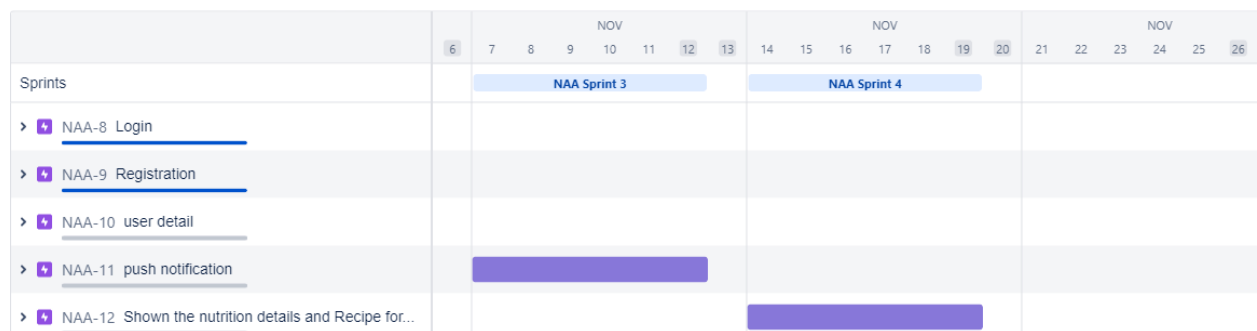 NOV NOV NOV
6 7 8 9 10 11 12 13 14 15 16 17 18 19 20 21 22 23 24 25 26
Sprints NAA Sprint 3 NAA Sprint 4
NAA-8 Login
NAA-9 Registration
NAA-10 user detail
NAA-11 push notification
NAA-12 Shown the nutrition details and Recipe for...